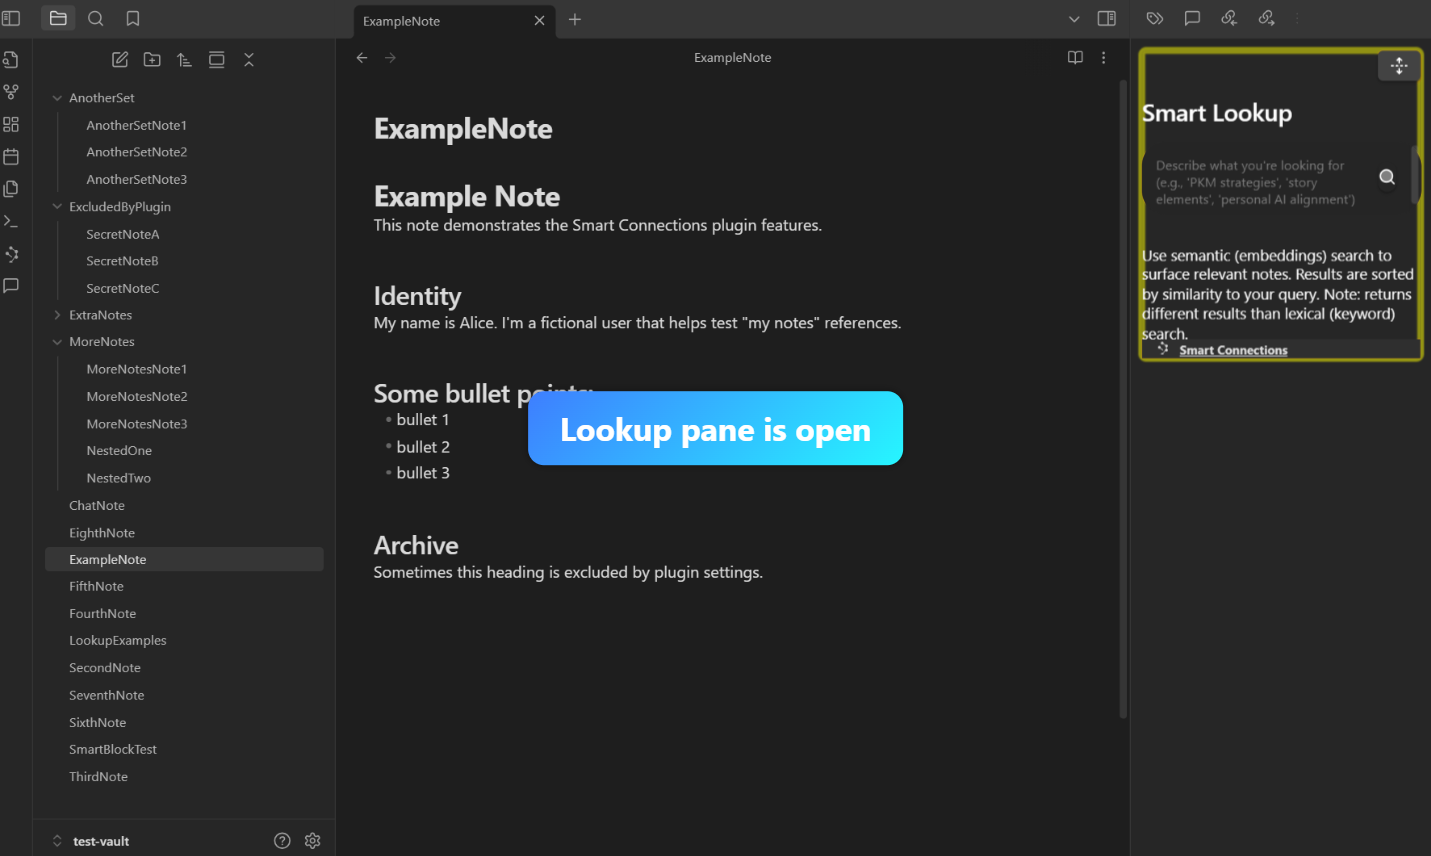 ExampleNote
ExampleNote
AnotherSet
AnotherSetNote1
AnotherSetNote2
AnotherSetNote3
ExcludedByPlugin
SecretNoteA
SecretNoteB
SecretNoteC
ExtraNotes
MoreNotes
MoreNotesNote1
MoreNotesNote2
MoreNotesNote3
NestedOne
NestedTwo
ChatNote
EighthNote
ExampleNote
FifthNote
FourthNote
LookupExamples
SecondNote
SeventhNote
SixthNote
SmartBlockTest
ThirdNote
test-vault
ExampleNote
Example Note
This note demonstrates the Smart Connections plugin features.
Identity
My name is Alice. I'm a fictional user that helps test "my notes" references.
Some bullet points:
bullet 1
bullet 2
bullet 3
Lookup pane is open
Archive
Sometimes this heading is excluded by plugin settings.
Smart Lookup
Describe what you're looking for
(e.g., 'PKM strategies', 'story
elements', 'personal AI alignment')
Use semantic (embeddings) search to
surface relevant notes. Results are sorted
by similarity to your query. Note: returns
different results than lexical (keyword)
search.
Smart Connections